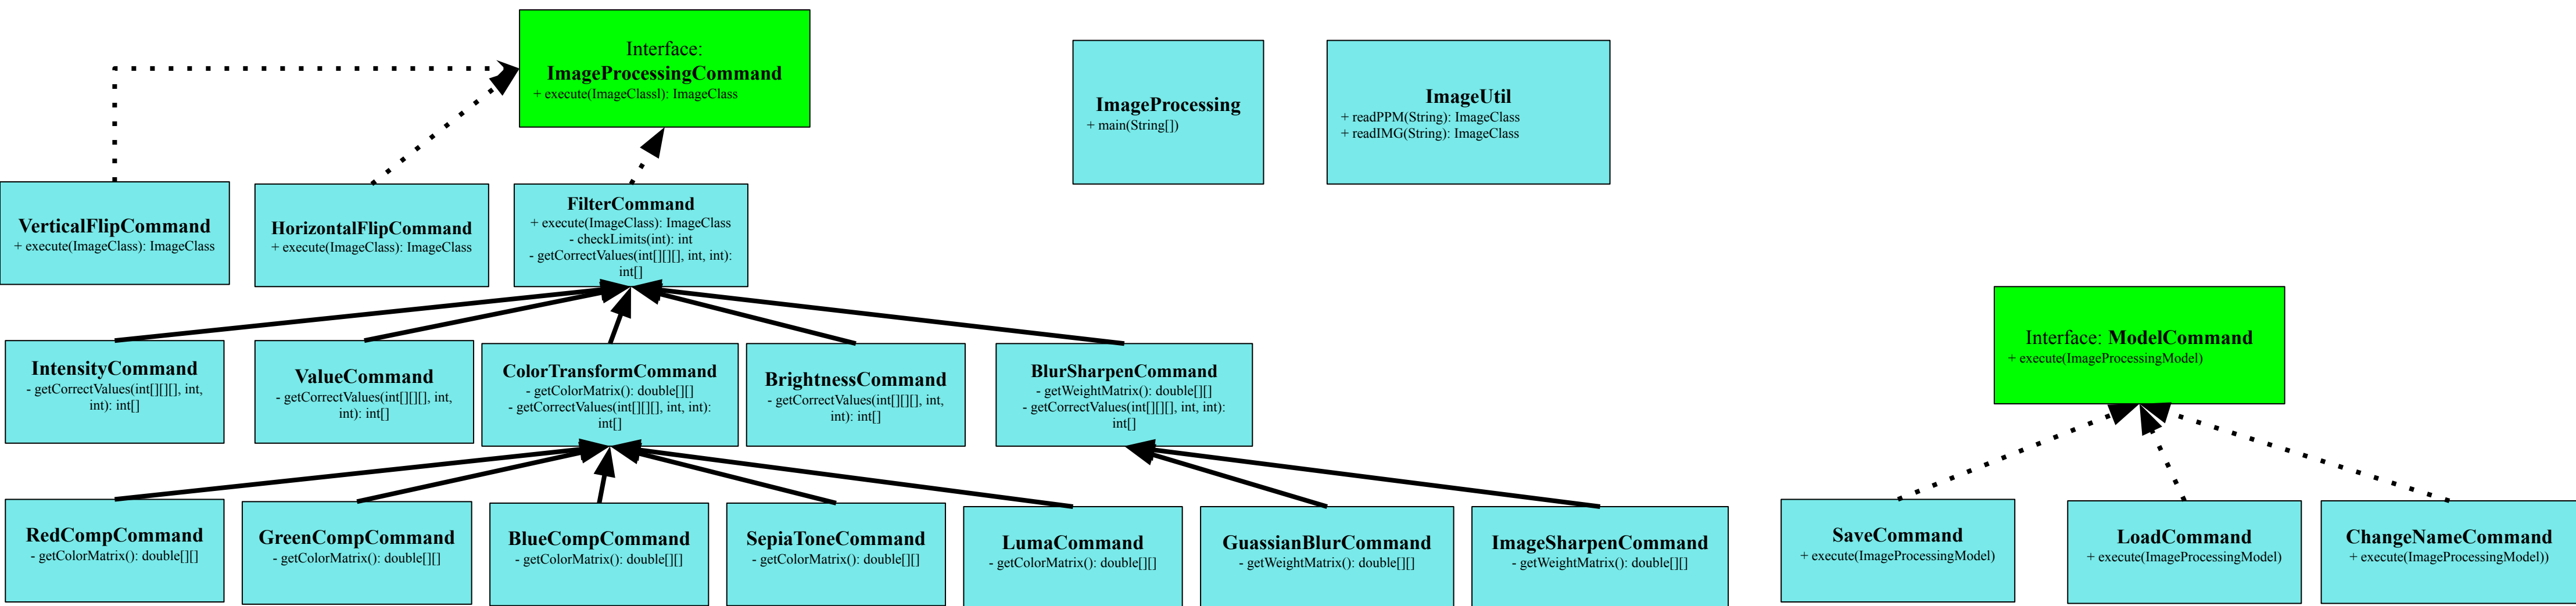 Interface:
ImageProcessingCommand
+ execute(ImageClassl): ImageClass
ImageProcessing
+ main(String[])
ImageUtil
+ readPPM(String): ImageClass
+ readIMG(String): ImageClass
VerticalFlipCommand
+ execute(ImageClass): ImageClass
HorizontalFlipCommand
+ execute(ImageClass): ImageClass
FilterCommand
+ execute(ImageClass): ImageClass
- checkLimits(int): int
- getCorrectValues(int[][][], int, int):
int[]
Interface: ModelCommand
+ execute(ImageProcessingModel)
IntensityCommand
- getCorrectValues(int[][][], int,
int): int[]
ValueCommand
- getCorrectValues(int[][][], int,
int): int[]
ColorTransformCommand
- getColorMatrix(): double[][]
- getCorrectValues(int[][][], int, int):
int[]
BrightnessCommand
- getCorrectValues(int[][][], int,
int): int[]
BlurSharpenCommand
- getWeightMatrix(): double[][]
- getCorrectValues(int[][][], int, int):
int[]
RedCompCommand
- getColorMatrix(): double[][]
GreenCompCommand
- getColorMatrix(): double[][]
BlueCompCommand
- getColorMatrix(): double[][]
SepiaToneCommand
- getColorMatrix(): double[][]
LumaCommand
- getColorMatrix(): double[][]
GuassianBlurCommand
- getWeightMatrix(): double[][]
ImageSharpenCommand
- getWeightMatrix(): double[][]
SaveCommand
+ execute(ImageProcessingModel)
LoadCommand
+ execute(ImageProcessingModel)
ChangeNameCommand
+ execute(ImageProcessingModel))